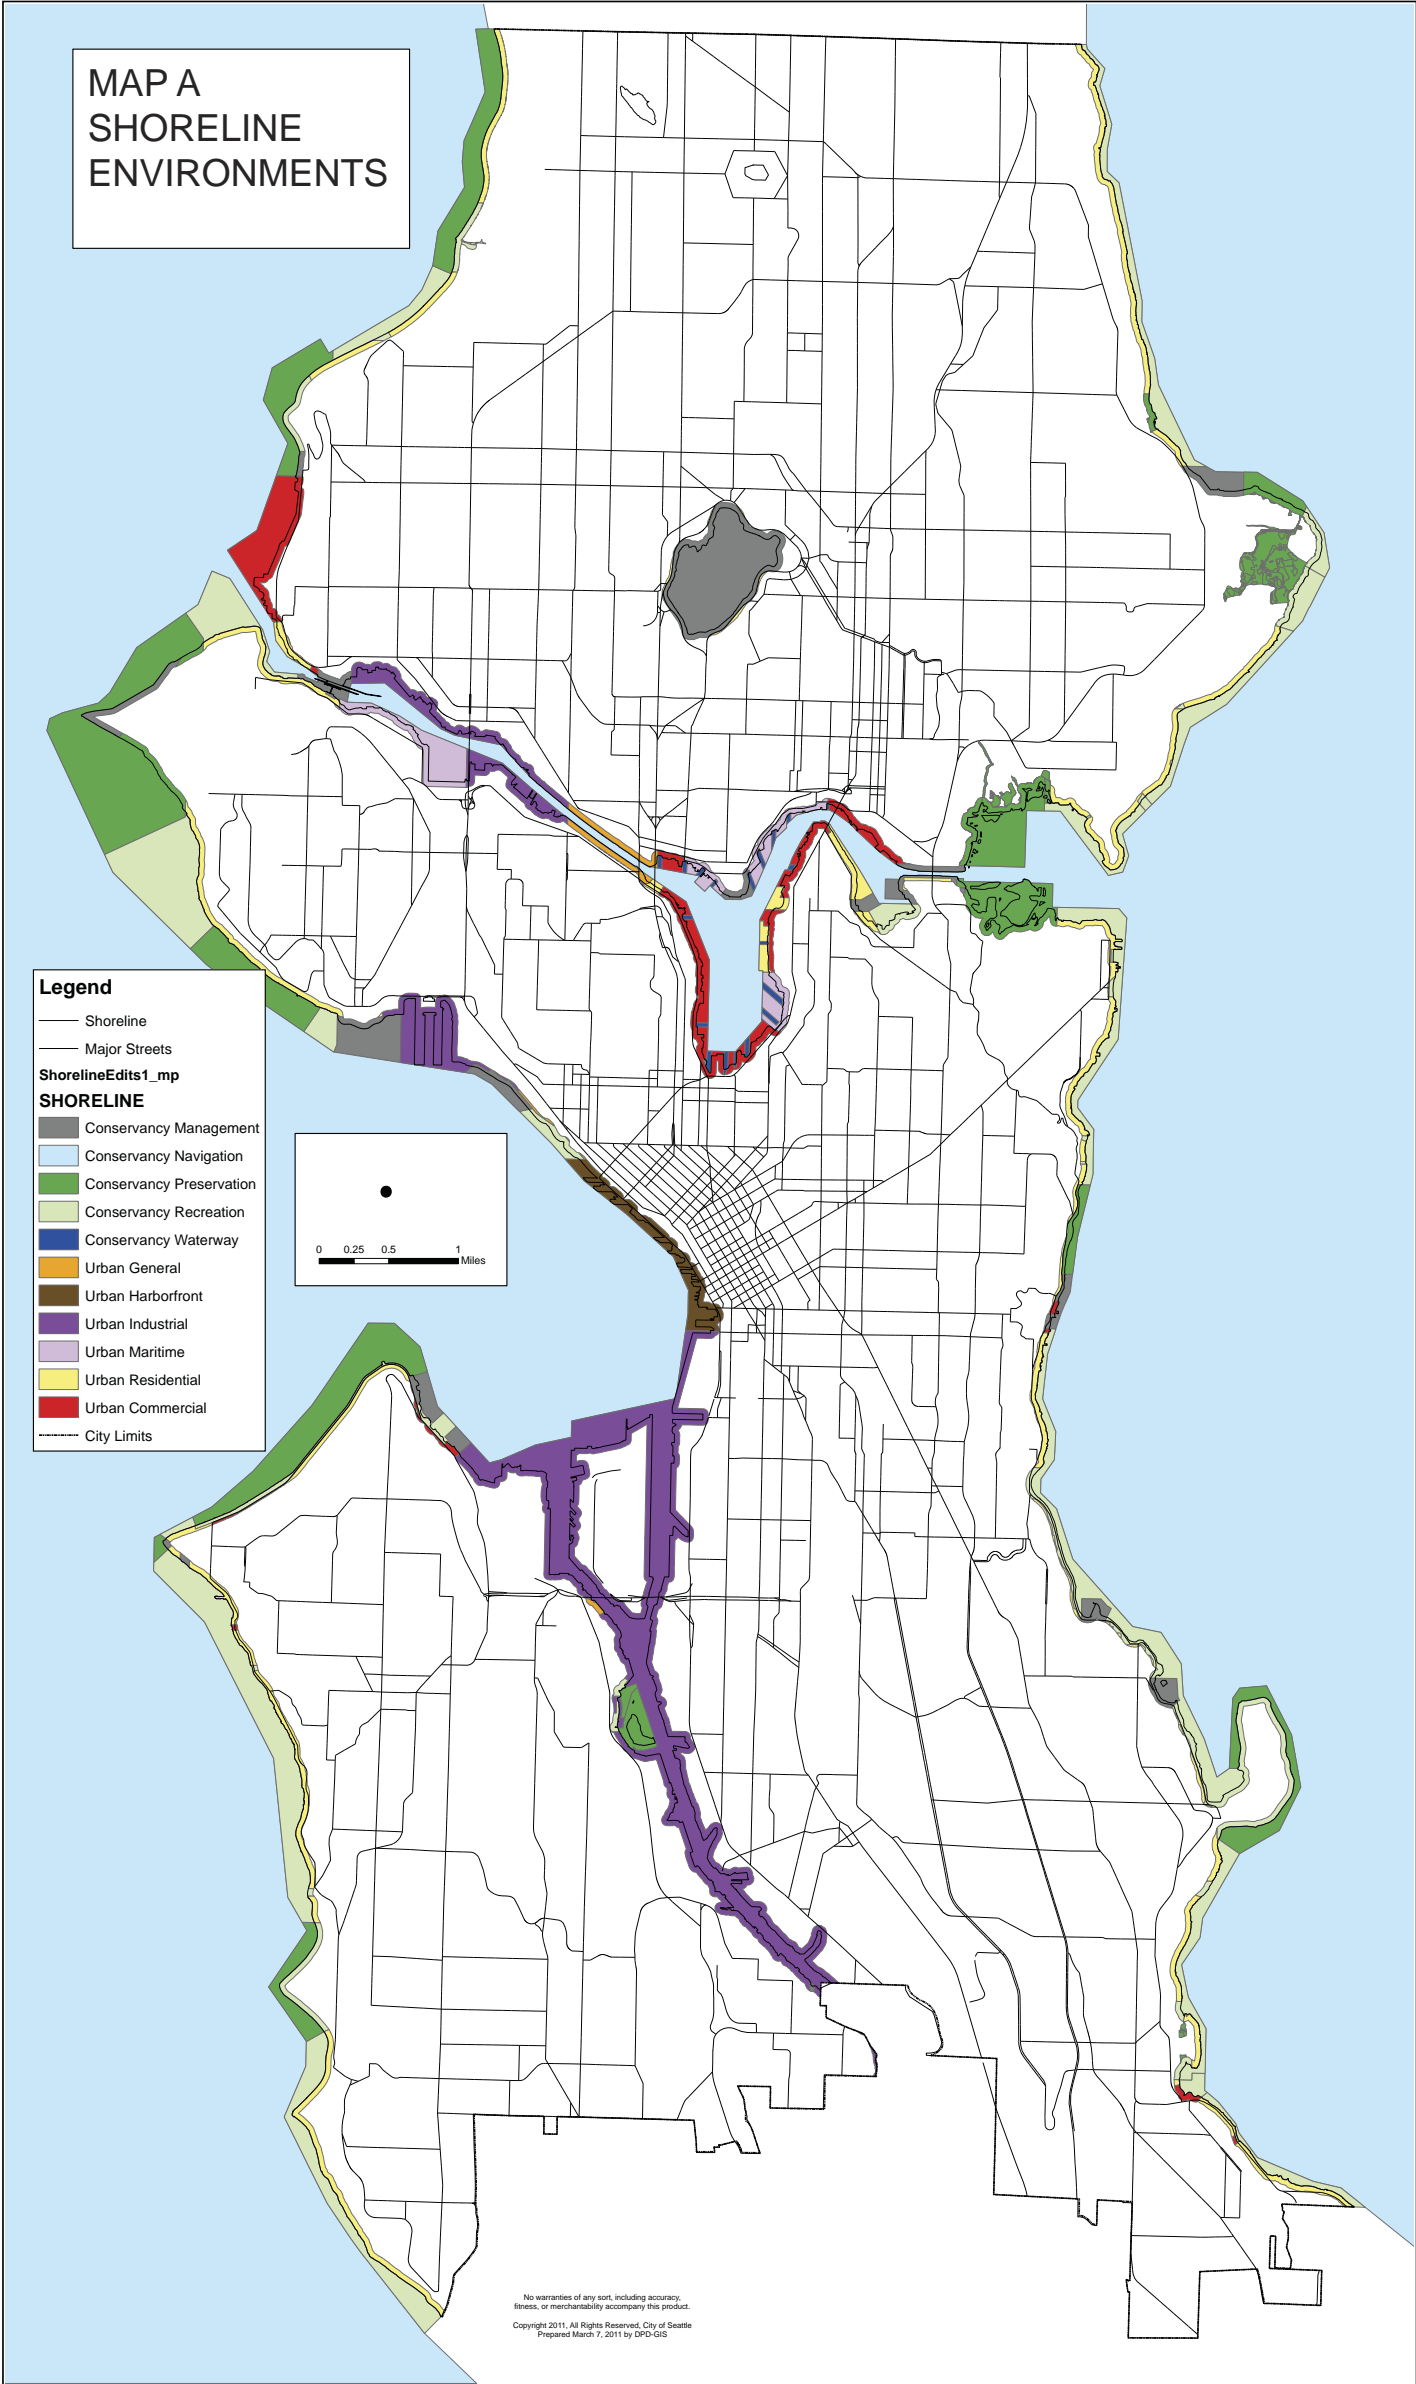 MAP A
SHORELINE
ENVIRONMENTS
Legend
Shoreline
Major Streets
ShorelineEdits1_mp
SHORELINE
Conservancy Management
Conservancy Navigation
Conservancy Preservation
Conservancy Recreation
Conservancy Waterway
Urban General
Urban Harborfront
Urban Industrial
Urban Maritime
Urban Residential
Urban Commercial
City Limits
0 0.25 0.5 1
Miles
No warranties of any sort, including accuracy,
fitness, or merchantability accompany this product.
Copyright 2011, All Rights Reserved, City of Seattle
Prepared March 7, 2011 by DPD-GIS